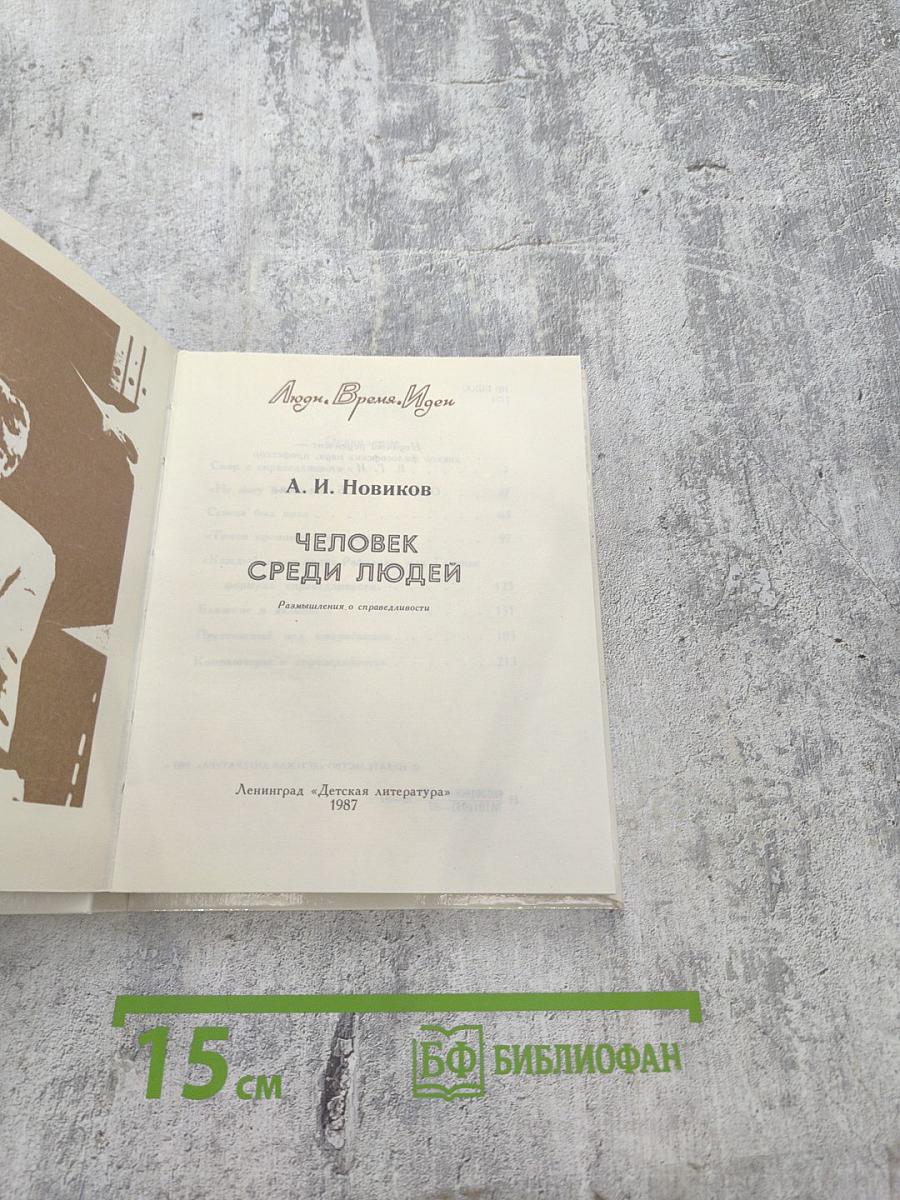 Люди.Время.Идеи
А. И. Новиков
ЧЕЛОВЕК
СРЕДИ ЛЮДЕЙ
Размышления о справедливости
Ленинград «Детская литература»
1987
15 см
БФ БИБЛИОФАН